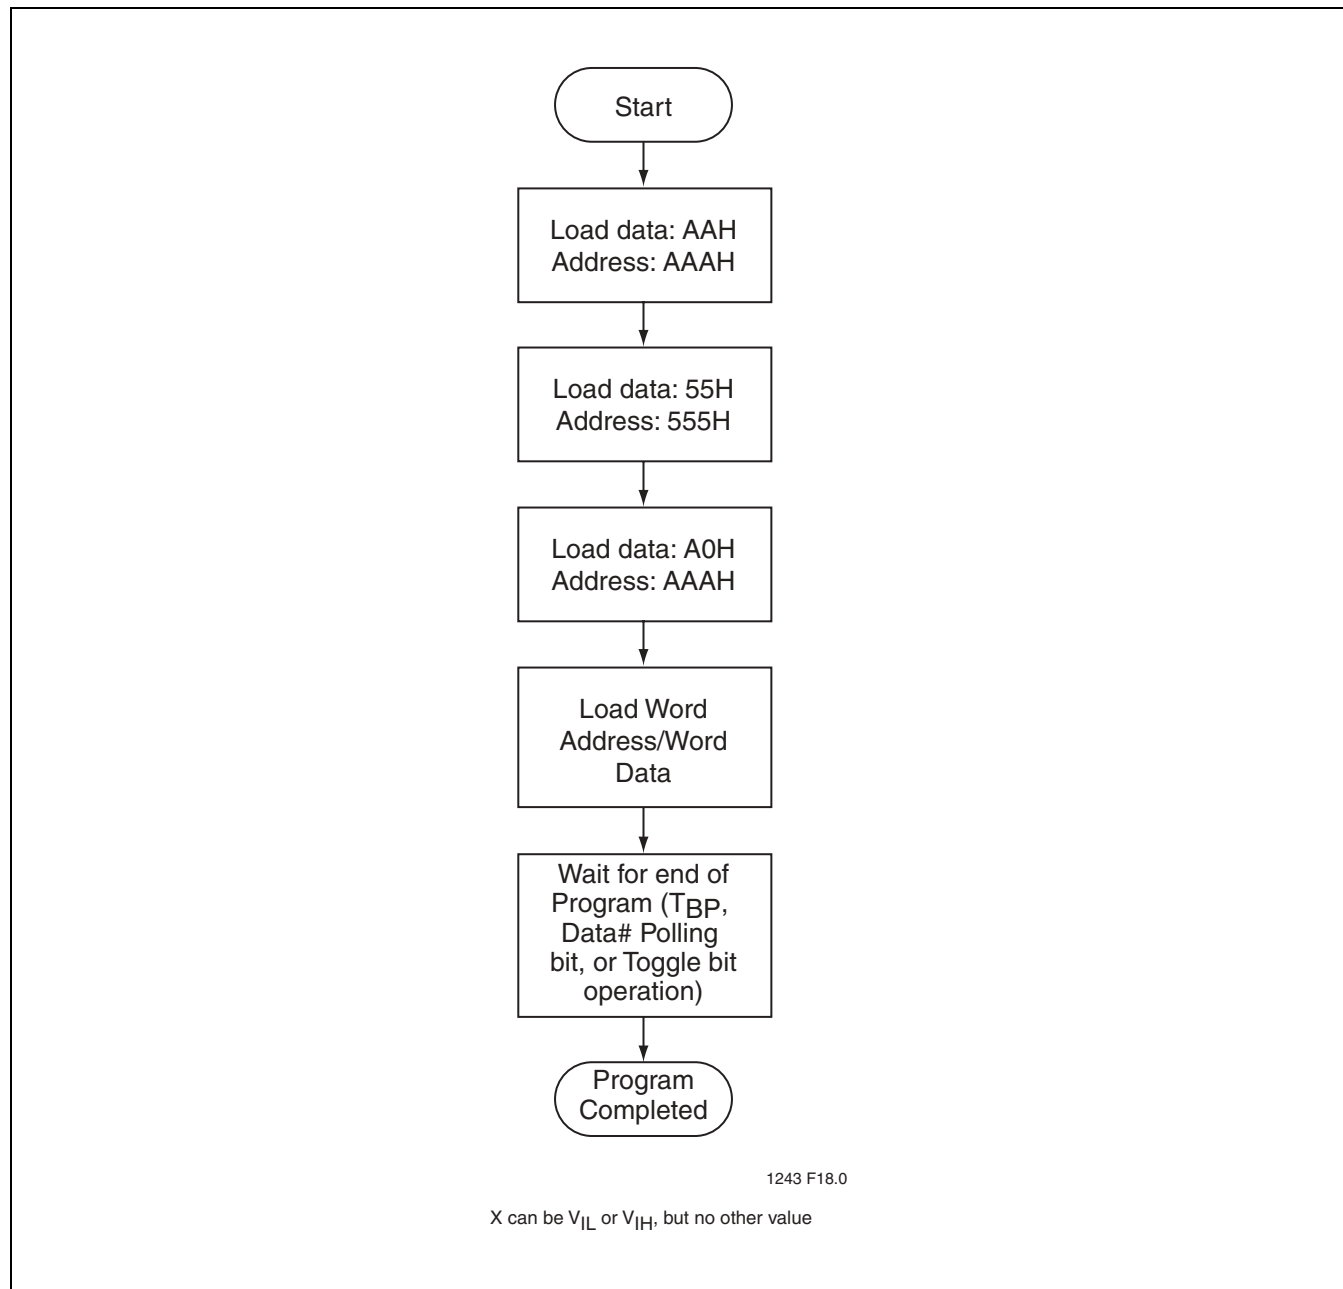 Start
Load data: AAH
Address: AAAH
Load data: 55H
Address: 555H
Load data: A0H
Address: AAAH
Load Word
Address/Word
Data
Wait for end of
Program (TBP,
Data# Polling
bit, or Toggle bit
operation)
Program
Completed
1243 F18.0
X can be VIL or VIH, but no other value